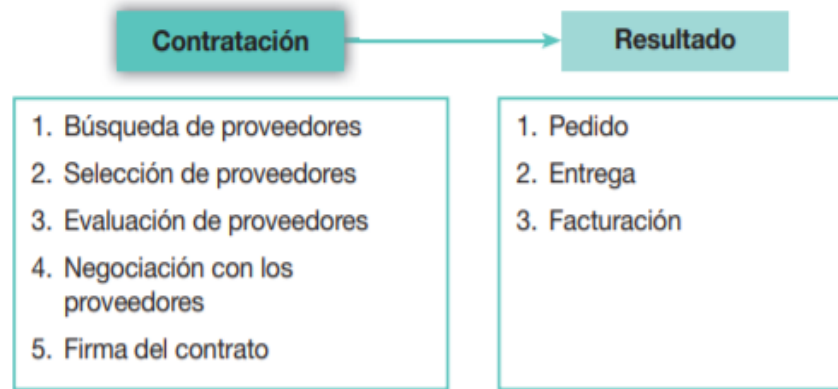 Contratación
Resultado
1. Búsqueda de proveedores
2. Selección de proveedores
3. Evaluación de proveedores
4. Negociación con los
proveedores
5. Firma del contrato
1. Pedido
2. Entrega
3. Facturación